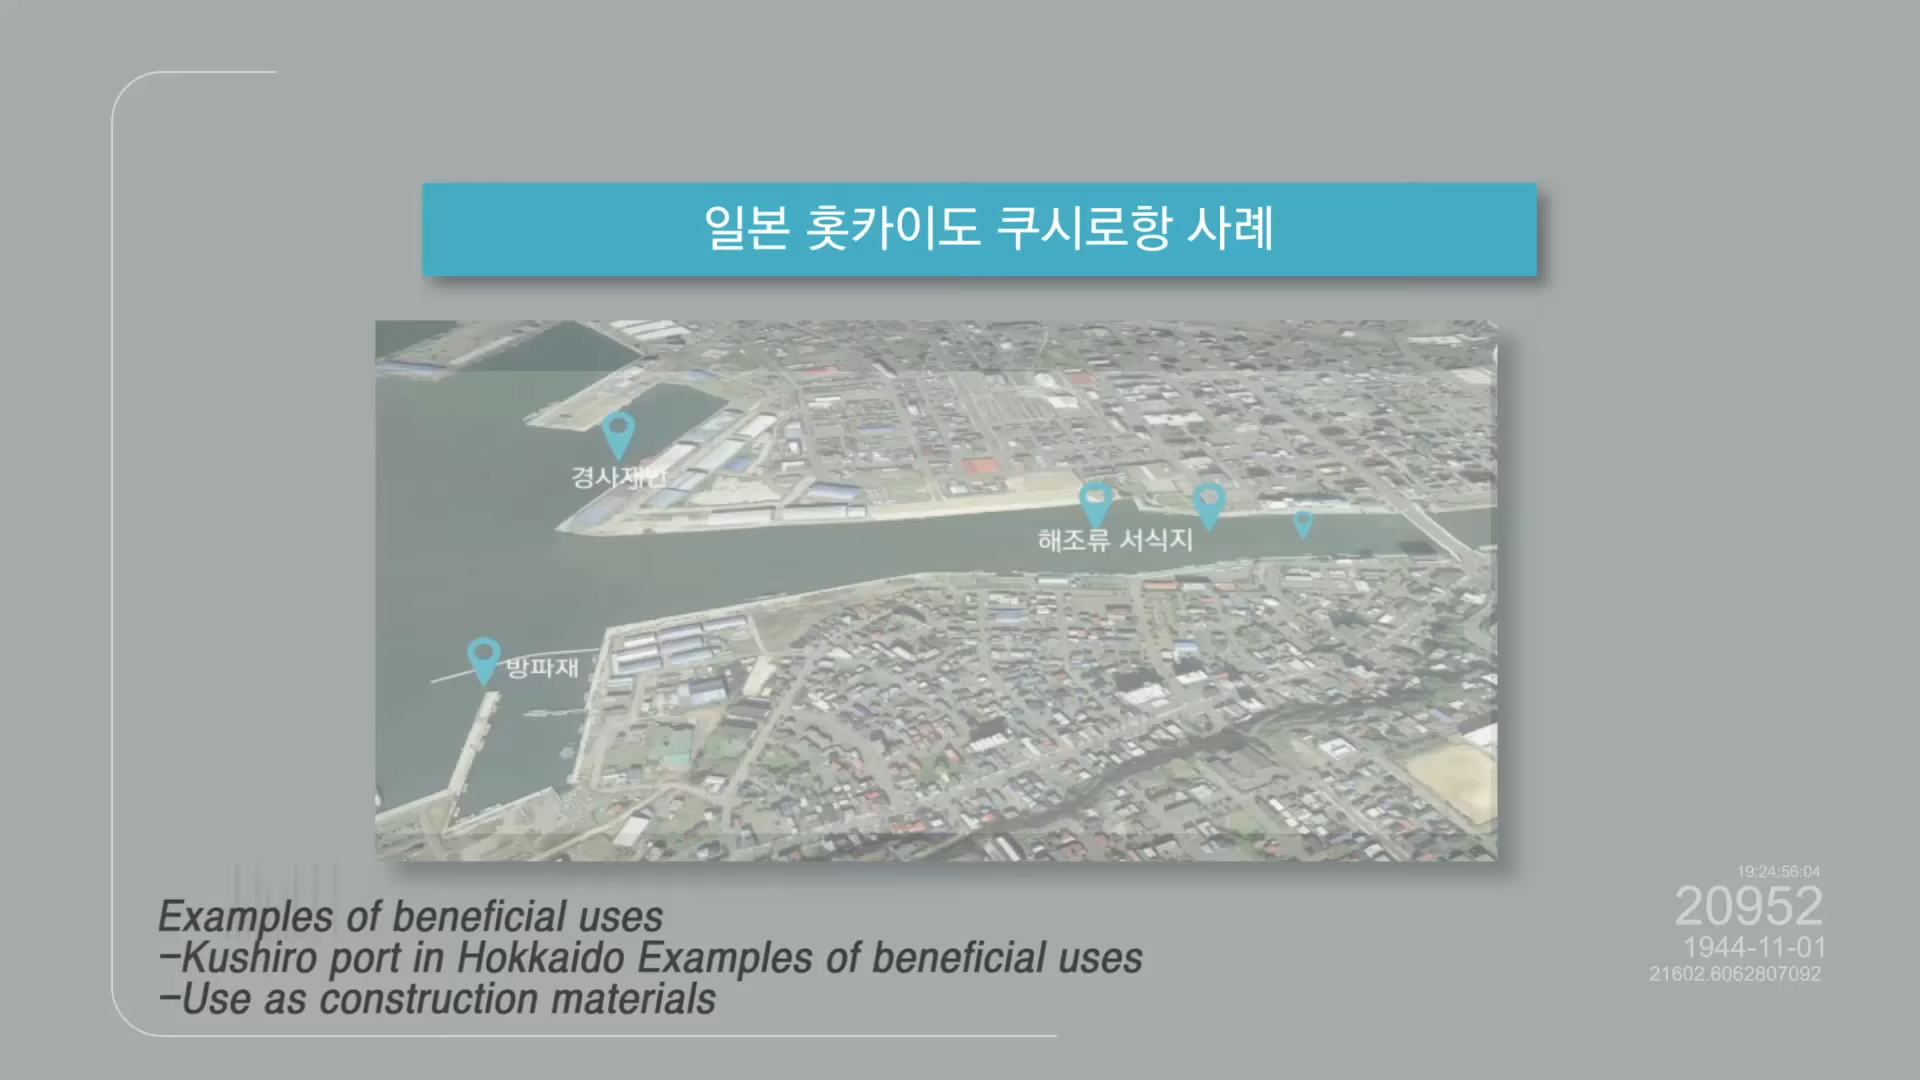 일본 홋카이도 쿠시로항 사례
경사재반
해조류 서식지
방파재
Examples of beneficial uses
-Kushiro port in Hokkaido Examples of beneficial uses
-Use as construction materials
19:24:56:04
20952
1944-11-01
21602.6062807092